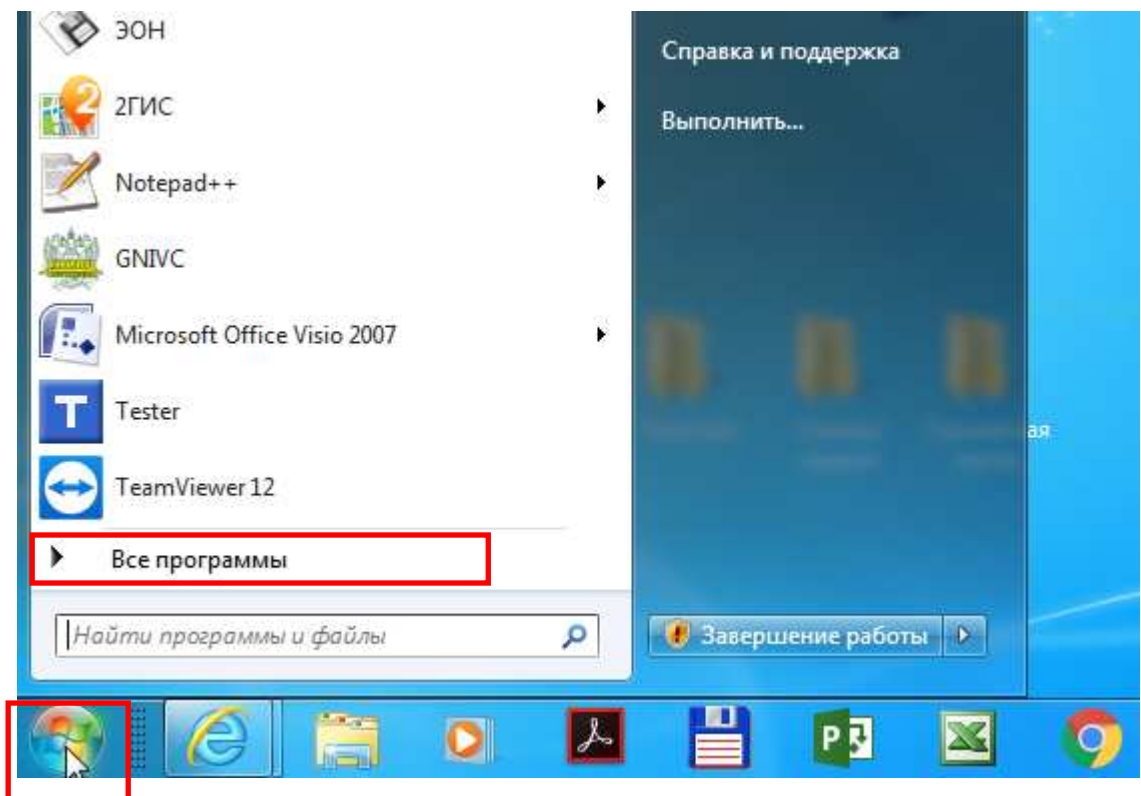 ЭОН
2ГИС
Notepad++
GNIVC
Microsoft Office Visio 2007
T Tester
TeamViewer 12
Все программы
Найти программы и файлы
Справка и поддержка
Выполнить...
ая
Завершение работы